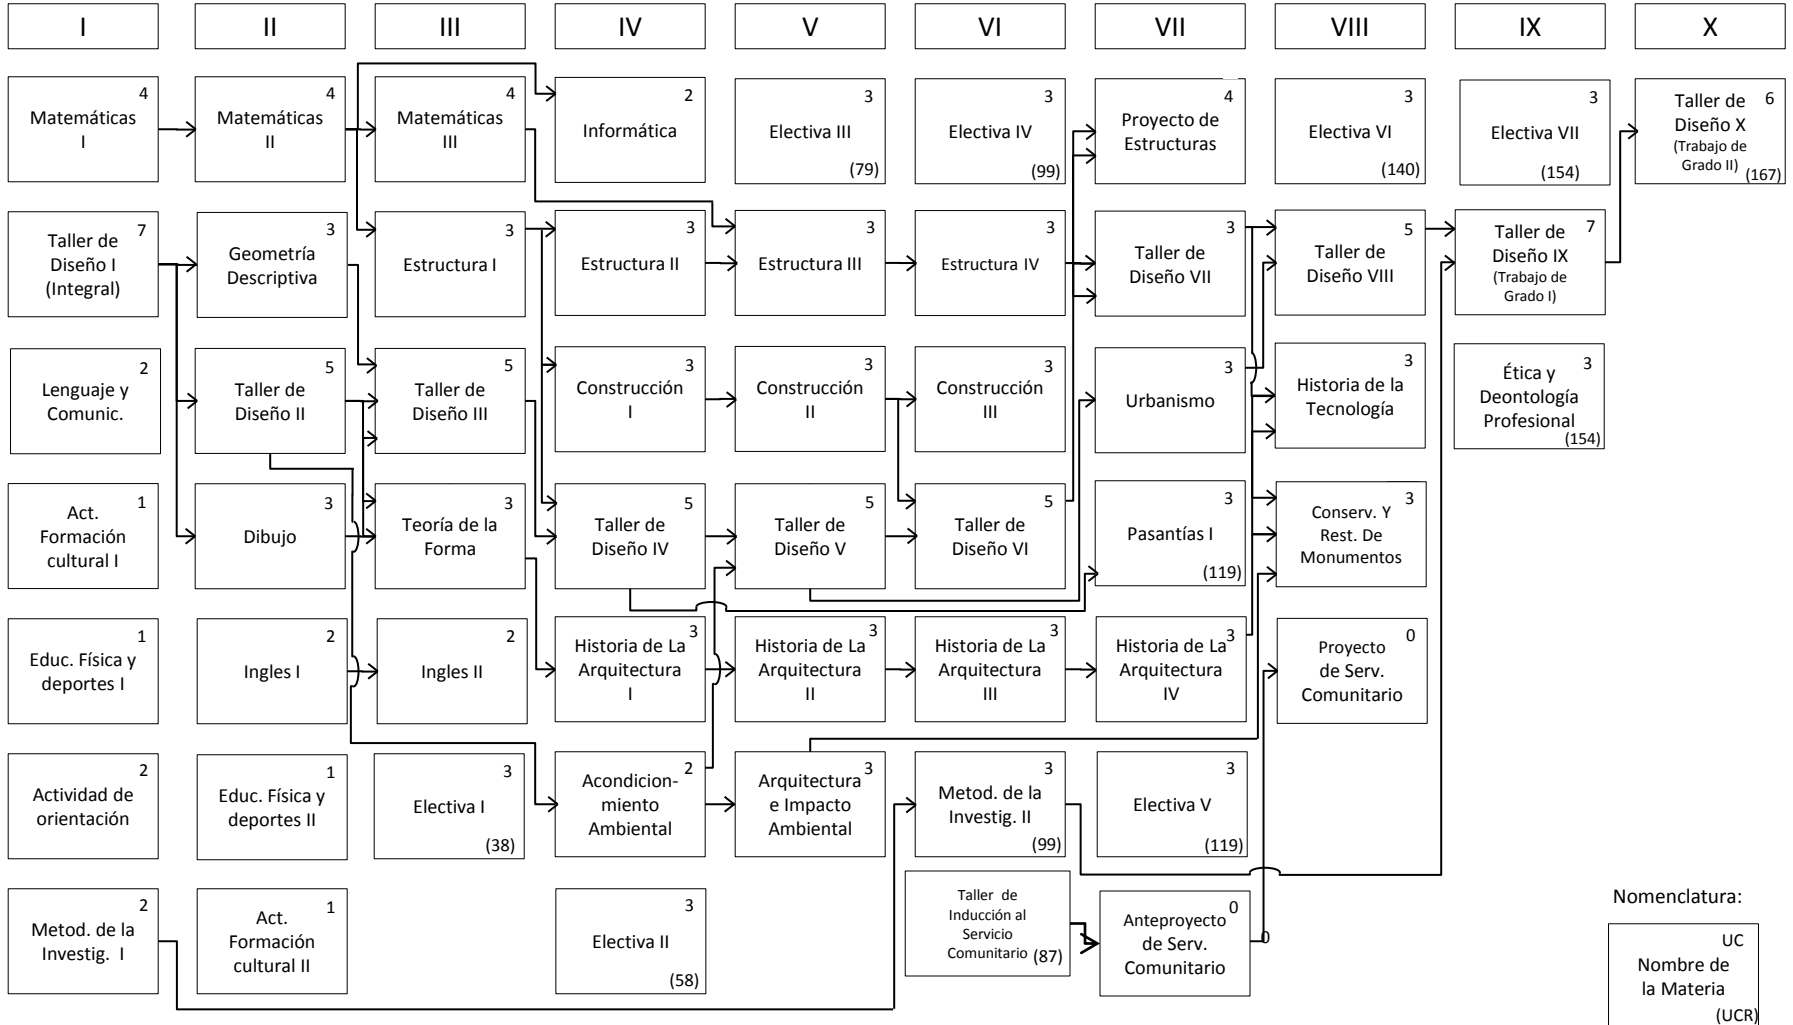 I
II
III
IV
V
VI
VII
VIII
IX
X
4
Matemáticas
I
4
Matemáticas
II
4
Matemáticas
III
2
Informática
3
Electiva III
(79)
3
Electiva IV
(99)
4
Proyecto de
Estructuras
3
Electiva VI
(140)
3
Electiva VII
(154)
Taller de 6
Diseño X
(Trabajo de
Grado II)
(167)
7
Taller de
Diseño I
(Integral)
3
Geometría
Descriptiva
3
Estructura I
3
Estructura II
3
Estructura III
3
Estructura IV
3
Taller de
Diseño VII
5
Taller de
Diseño VIII
7
Taller de
Diseño IX
(Trabajo de
Grado I)
2
Lenguaje y
Comunic.
5
Taller de
Diseño II
5
Taller de
Diseño III
3
Construcción
I
3
Construcción
II
3
Construcción
III
3
Urbanismo
3
Historia de la
Tecnología
3
Ética y
Deontología
Profesional
(154)
1
Act.
Formación
cultural I
3
Dibujo
3
Teoría de la
Forma
5
Taller de
Diseño IV
5
Taller de
Diseño V
5
Taller de
Diseño VI
3
Pasantías I
(119)
3
Conserv. Y
Rest. De
Monumentos
1
Educ. Física y
deportes I
2
Ingles I
2
Ingles II
3
Historia de La
Arquitectura
I
3
Historia de La
Arquitectura
II
3
Historia de La
Arquitectura
III
3
Historia de La
Arquitectura
IV
0
Proyecto
de Serv.
Comunitario
2
Actividad de
orientación
1
Educ. Física y
deportes II
3
Electiva I
(38)
2
Acondicion-
miento
Ambiental
3
Arquitectura
e Impacto
Ambiental
3
Metod. de la
Investig. II
(99)
3
Electiva V
(119)
2
Metod. de la
Investig. I
1
Act.
Formación
cultural II
3
Electiva II
(58)
Taller de
Inducción al
Servicio
Comunitario (87)
0
Anteproyecto
de Serv.
Comunitario
0
Nomenclatura:
UC
Nombre de
la Materia
(UCR)